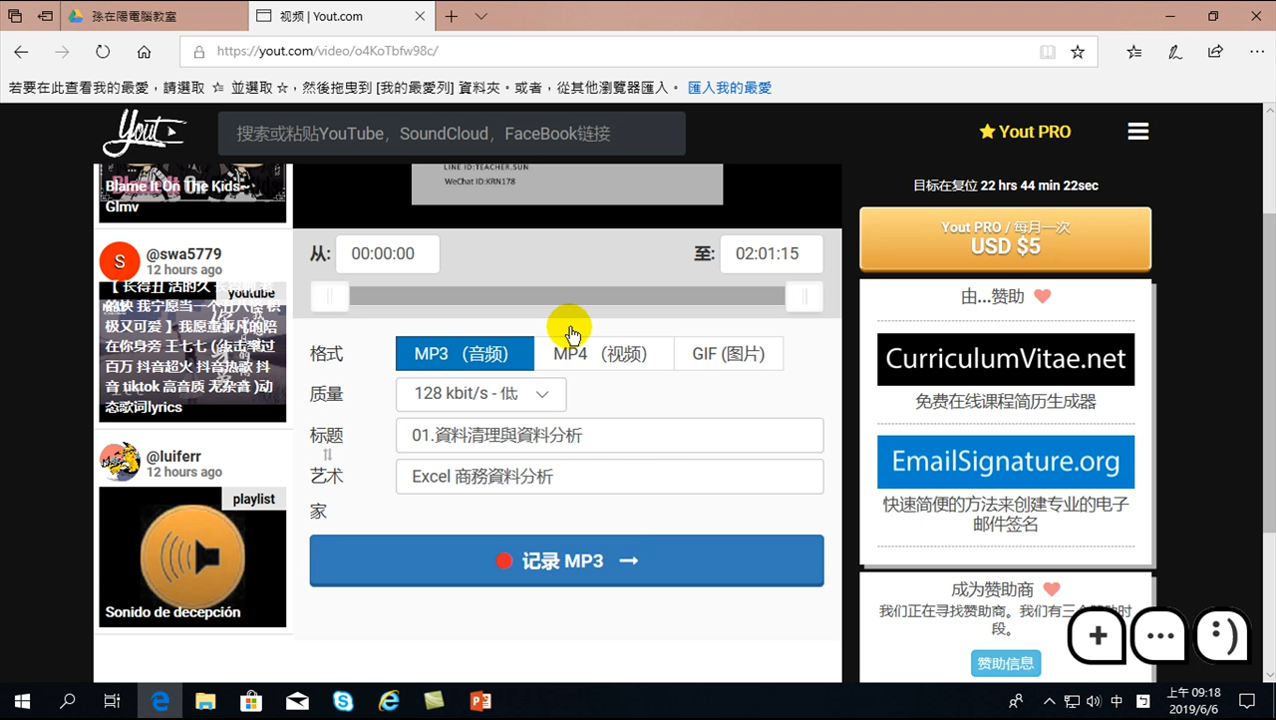 孫在陽電腦教室
视频 | Yout.com
https://yout.com/video/o4KoTbfw98c/
若要在此查看我的最愛，請選取 並選取 ☆，然後拖曳到 [我的最愛列] 資料夾。或者，從其他瀏覽器匯入。 匯入我的最愛
Yout
搜索或粘贴YouTube，SoundCloud，FaceBook链接
Yout PRO
Blame It On The Kids~
Glmv
@swa5779
12 hours ago
S
youtube
极又可爱 】我愿
在你身旁 王七七 (
百万 抖音超火 抖音热歌 抖
音 tiktok 高音质 无杂音 )动
态歌词lyrics
@luiferr
12 hours ago
playlist
Sonido de decepción
LINE ID:TEACHER.SUN
WeChat ID:KRN178
从: 00:00:00 至: 02:01:15
格式 MP3 （音频） MP4 （视频） GIF (图片)
质量 128 kbit/s - 低
标题 01.資料清理與資料分析
艺术家 Excel 商務資料分析
记录 MP3 →
目标在复位 22 hrs 44 min 22sec
Yout PRO / 每月一次
USD $5
由...赞助
CurriculumVitae.net
免费在线课程简历生成器
EmailSignature.org
快速简便的方法来创建专业的电子
邮件签名
成为赞助商
我们正在寻找赞助商。我们有三个赞助时
段。
赞助信息
中
上午 09:18
2019/6/6